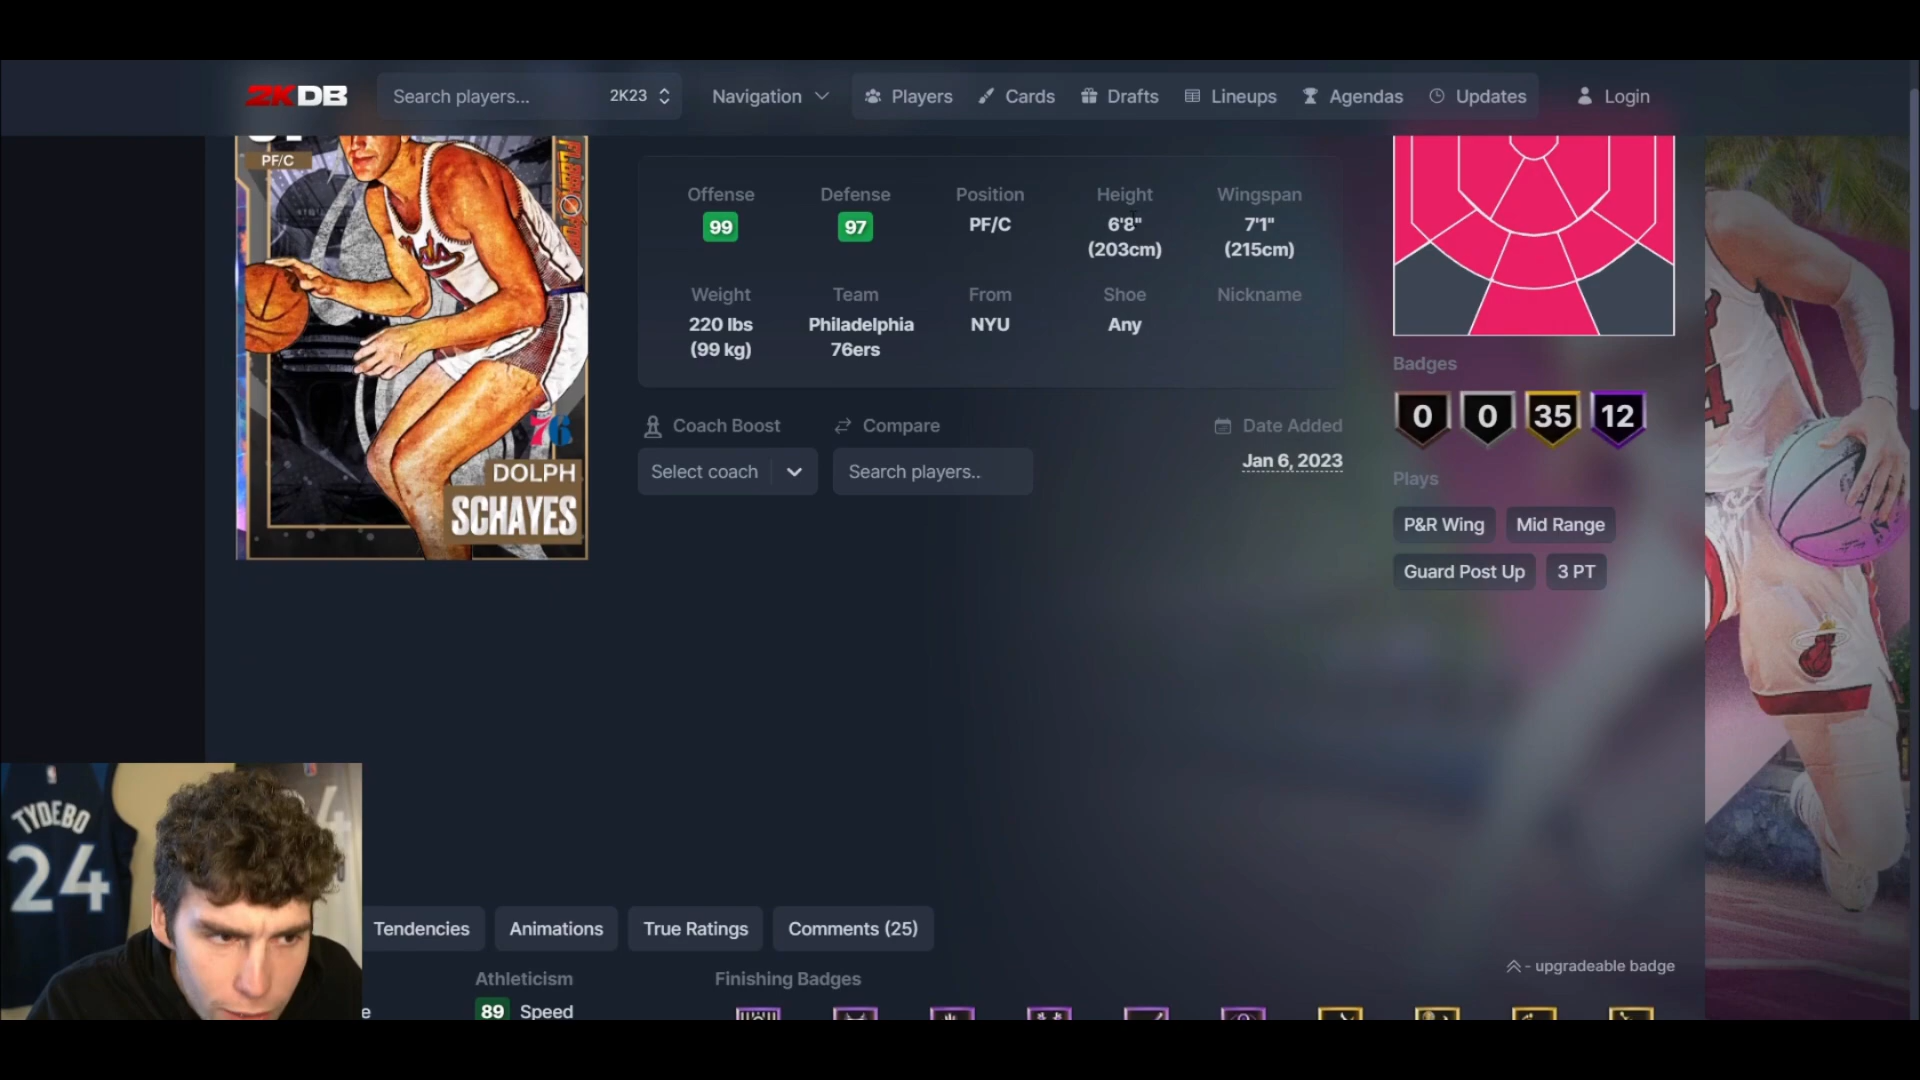 2KDB
Search players...
2K23
Navigation
Players
Cards
Drafts
Lineups
Agendas
Updates
Login
PF/C
76
DOLPH
SCHAYES
Offense
99
Defense
97
Position
PF/C
Height
6'8"
(203cm)
Wingspan
7'1"
(215cm)
Weight
220 lbs
(99 kg)
Team
Philadelphia
76ers
From
NYU
Shoe
Any
Nickname
Coach Boost
Select coach
Compare
Search players..
Date Added
Jan 6, 2023
Badges
0
0
35
12
Plays
P&R Wing
Mid Range
Guard Post Up
3 PT
TYDEBO
24
Tendencies
Animations
True Ratings
Comments (25)
- upgradeable badge
Athleticism
Finishing Badges
89 Speed